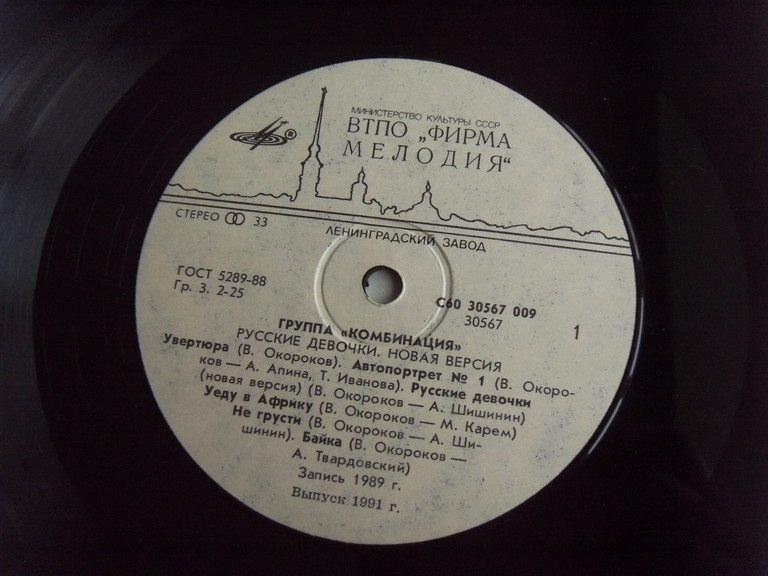 МИНИСТЕРСТВО КУЛЬТУРЫ СССР
ВТПО „ФИРМА
МЕЛОДИЯ“
®
СТЕРЕО 33
ЛЕНИНГРАДСКИЙ ЗАВОД
ГОСТ 5289-88
Гр. 3. 2-25
С60 30567 009
30567
1
ГРУППА «КОМБИНАЦИЯ»
РУССКИЕ ДЕВОЧКИ. НОВАЯ ВЕРСИЯ
Увертюра (В. Окороков). Автопортрет № 1 (В. Окоро-
ков — А. Апина, Т. Иванова). Русские девочки
(новая версия) (В. Окороков — А. Шишинин)
Уеду в Африку (В. Окороков — М. Карем)
Не грусти (В. Окороков — А. Ши-
шинин). Байка (В. Окороков —
А. Твардовский)
Запись 1989 г.
Выпуск 1991 г.